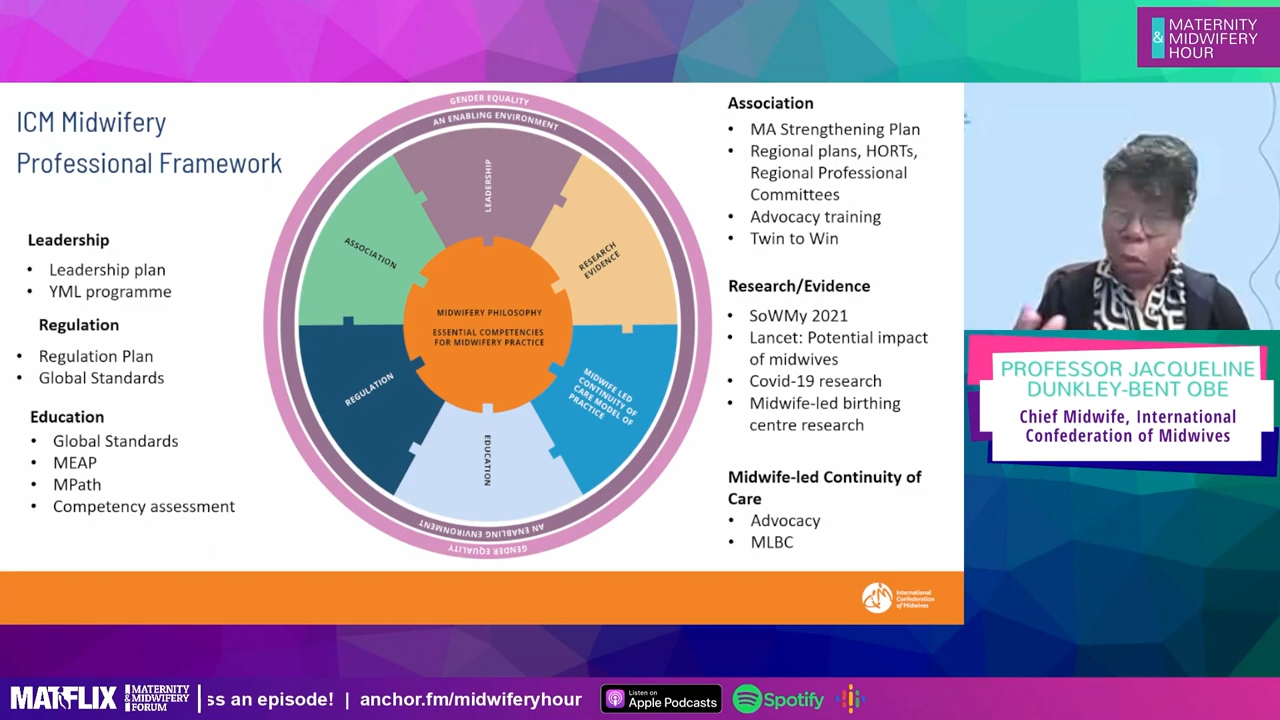 MATERNITY
& MIDWIFERY
HOUR
ICM Midwifery
Professional Framework
Leadership
• Leadership plan
• YML programme
Regulation
• Regulation Plan
• Global Standards
Education
• Global Standards
• MEAP
• MPath
• Competency assessment
GENDER EQUALITY
AN ENABLING ENVIRONMENT
LEADERSHIP
ASSOCIATION
RESEARCH
EVIDENCE
MIDWIFERY PHILOSOPHY
ESSENTIAL COMPETENCIES
FOR MIDWIFERY PRACTICE
REGULATION
MIDWIFE LED
CONTINUITY OF
CARE MODEL OF
PRACTICE
EDUCATION
AN ENABLING ENVIRONMENT
GENDER EQUALITY
Association
• MA Strengthening Plan
• Regional plans, HORTs,
Regional Professional
Committees
• Advocacy training
• Twin to Win
Research/Evidence
• SoWMy 2021
• Lancet: Potential impact
of midwives
• Covid-19 research
• Midwife-led birthing
centre research
Midwife-led Continuity of
Care
• Advocacy
• MLBC
International
Confederation
of Midwives
PROFESSOR JACQUELINE
DUNKLEY-BENT OBE
Chief Midwife, International
Confederation of Midwives
MATFLIX
MATERNITY
& MIDWIFERY
FORUM
ss an episode! | anchor.fm/midwiferyhour
Listen on
Apple Podcasts
Spotify